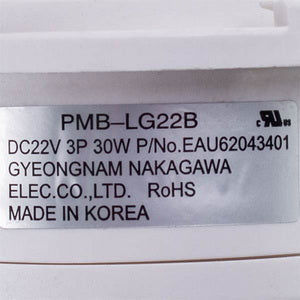 PMB-LG22B
DC22V 3P 30W P/No.EAU62043401
GYEONGNAM NAKAGAWA
ELEC.CO.,LTD. RoHS
MADE IN KOREA